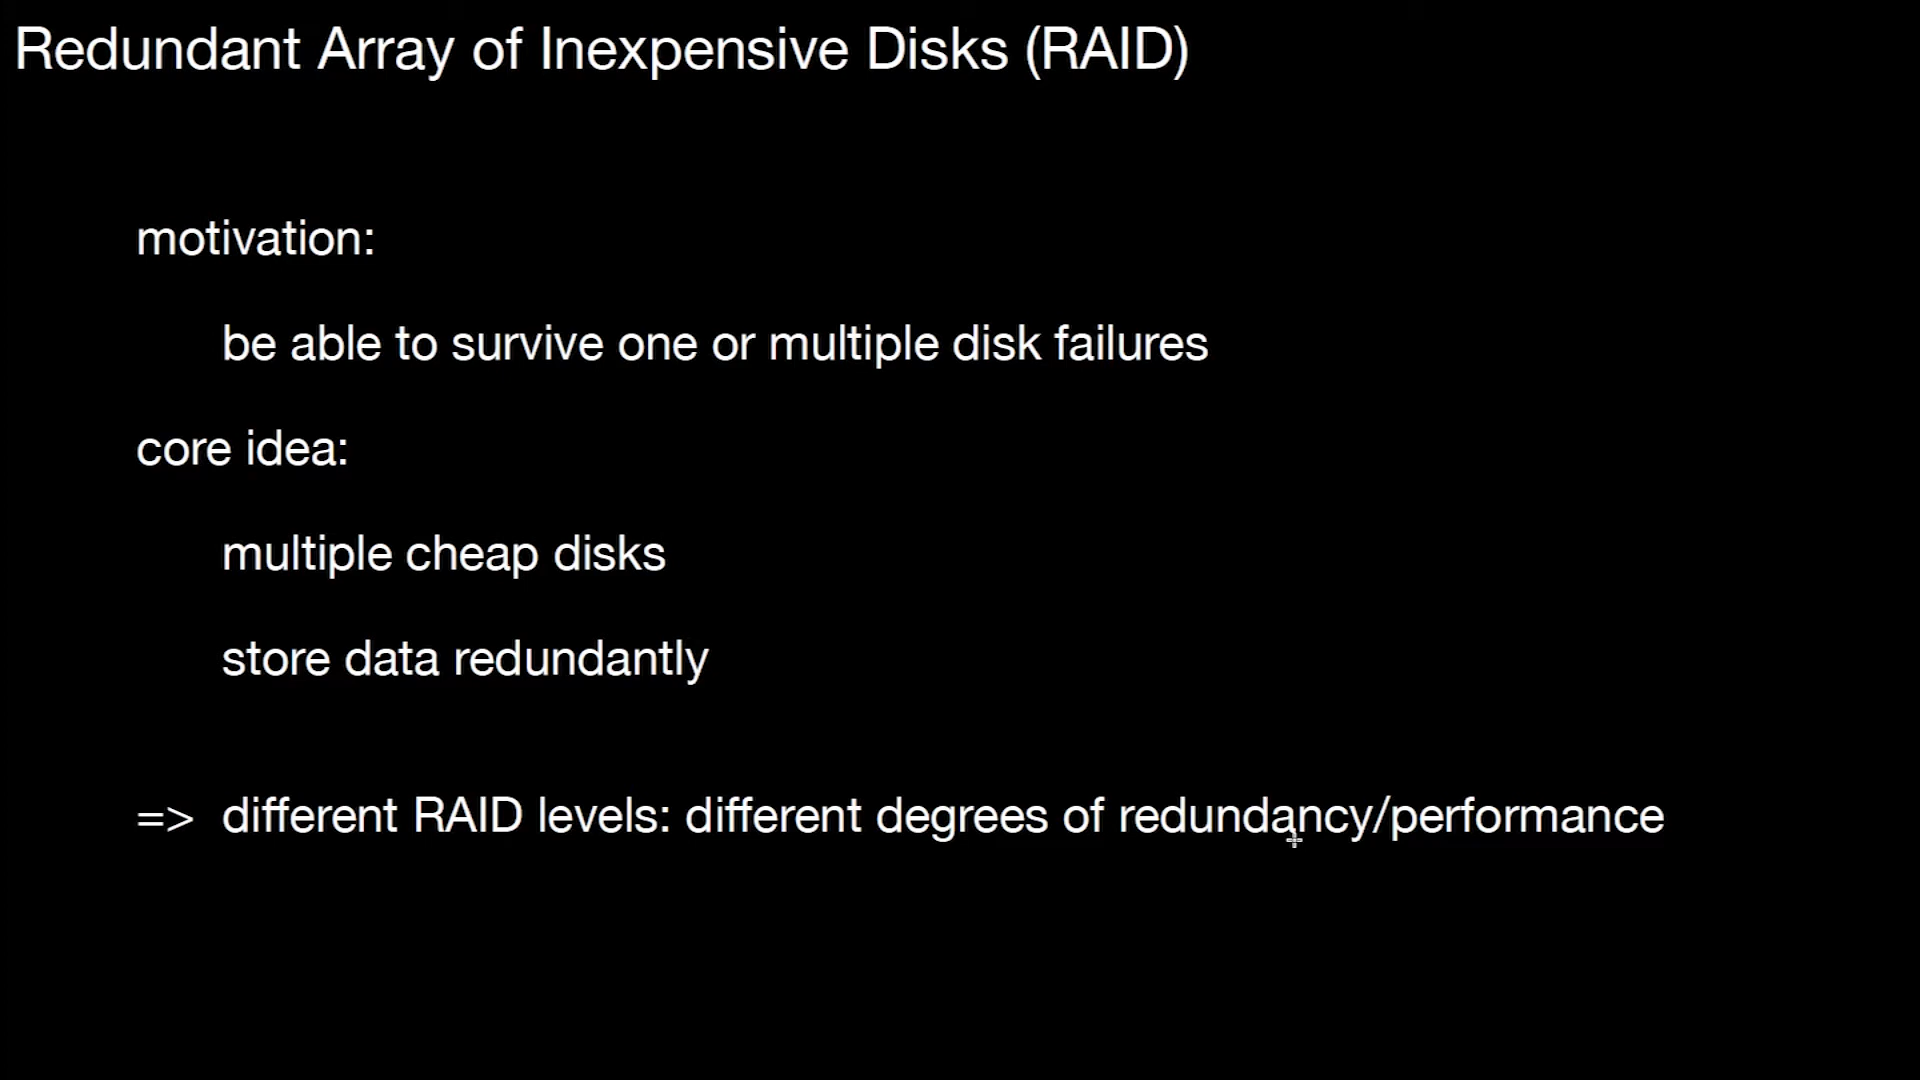 Redundant Array of Inexpensive Disks (RAID)
motivation:
be able to survive one or multiple disk failures
core idea:
multiple cheap disks
store data redundantly
=> different RAID levels: different degrees of redundancy/performance